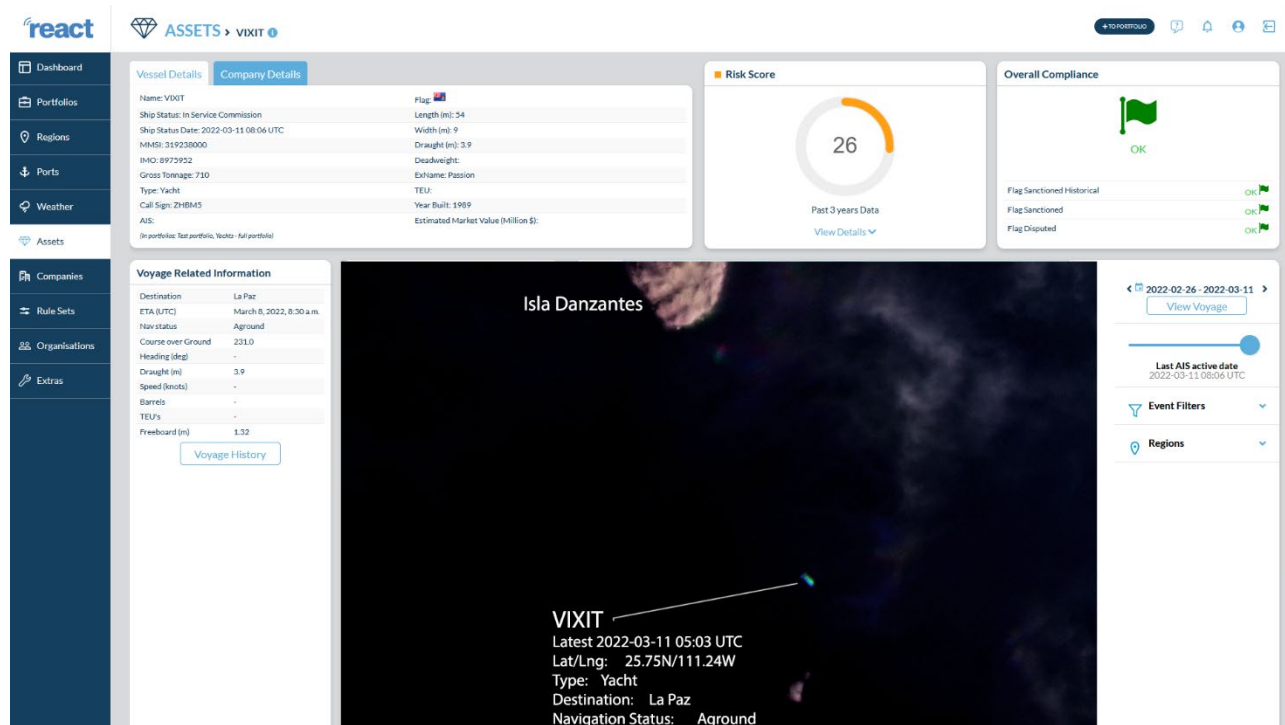 react
ASSETS > VIXIT
+ TO PORTFOLIO
Dashboard
Portfolios
Regions
Ports
Weather
Assets
Companies
Rule Sets
Organisations
Extras
Vessel Details
Company Details
Name: VIXIT
Ship Status: In Service Commission
Ship Status Date: 2022-03-11 08:06 UTC
MMSI: 319238000
IMO: 8975952
Gross Tonnage: 710
Type: Yacht
Call Sign: ZHBM5
AIS:
(In portfolios: Test portfolio, Yachts - full portfolio)
Flag:
Length (m): 54
Width (m): 9
Draught (m): 3.9
Deadweight:
ExName: Passion
TEU:
Year Built: 1989
Estimated Market Value (Million $):
Risk Score
26
Past 3 years Data
View Details
Overall Compliance
OK
Flag Sanctioned Historical OK
Flag Sanctioned OK
Flag Disputed OK
Voyage Related Information
Destination La Paz
ETA (UTC) March 8, 2022, 8:30 a.m.
Nav status Aground
Course over Ground 231.0
Heading (deg) -
Draught (m) 3.9
Speed (knots) -
Barrels -
TEU's -
Freeboard (m) 1.32
Voyage History
Isla Danzantes
VIXIT
Latest 2022-03-11 05:03 UTC
Lat/Lng: 25.75N/111.24W
Type: Yacht
Destination: La Paz
Navigation Status: Aground
2022-02-26 - 2022-03-11
View Voyage
Last AIS active date
2022-03-11 08:06 UTC
Event Filters
Regions